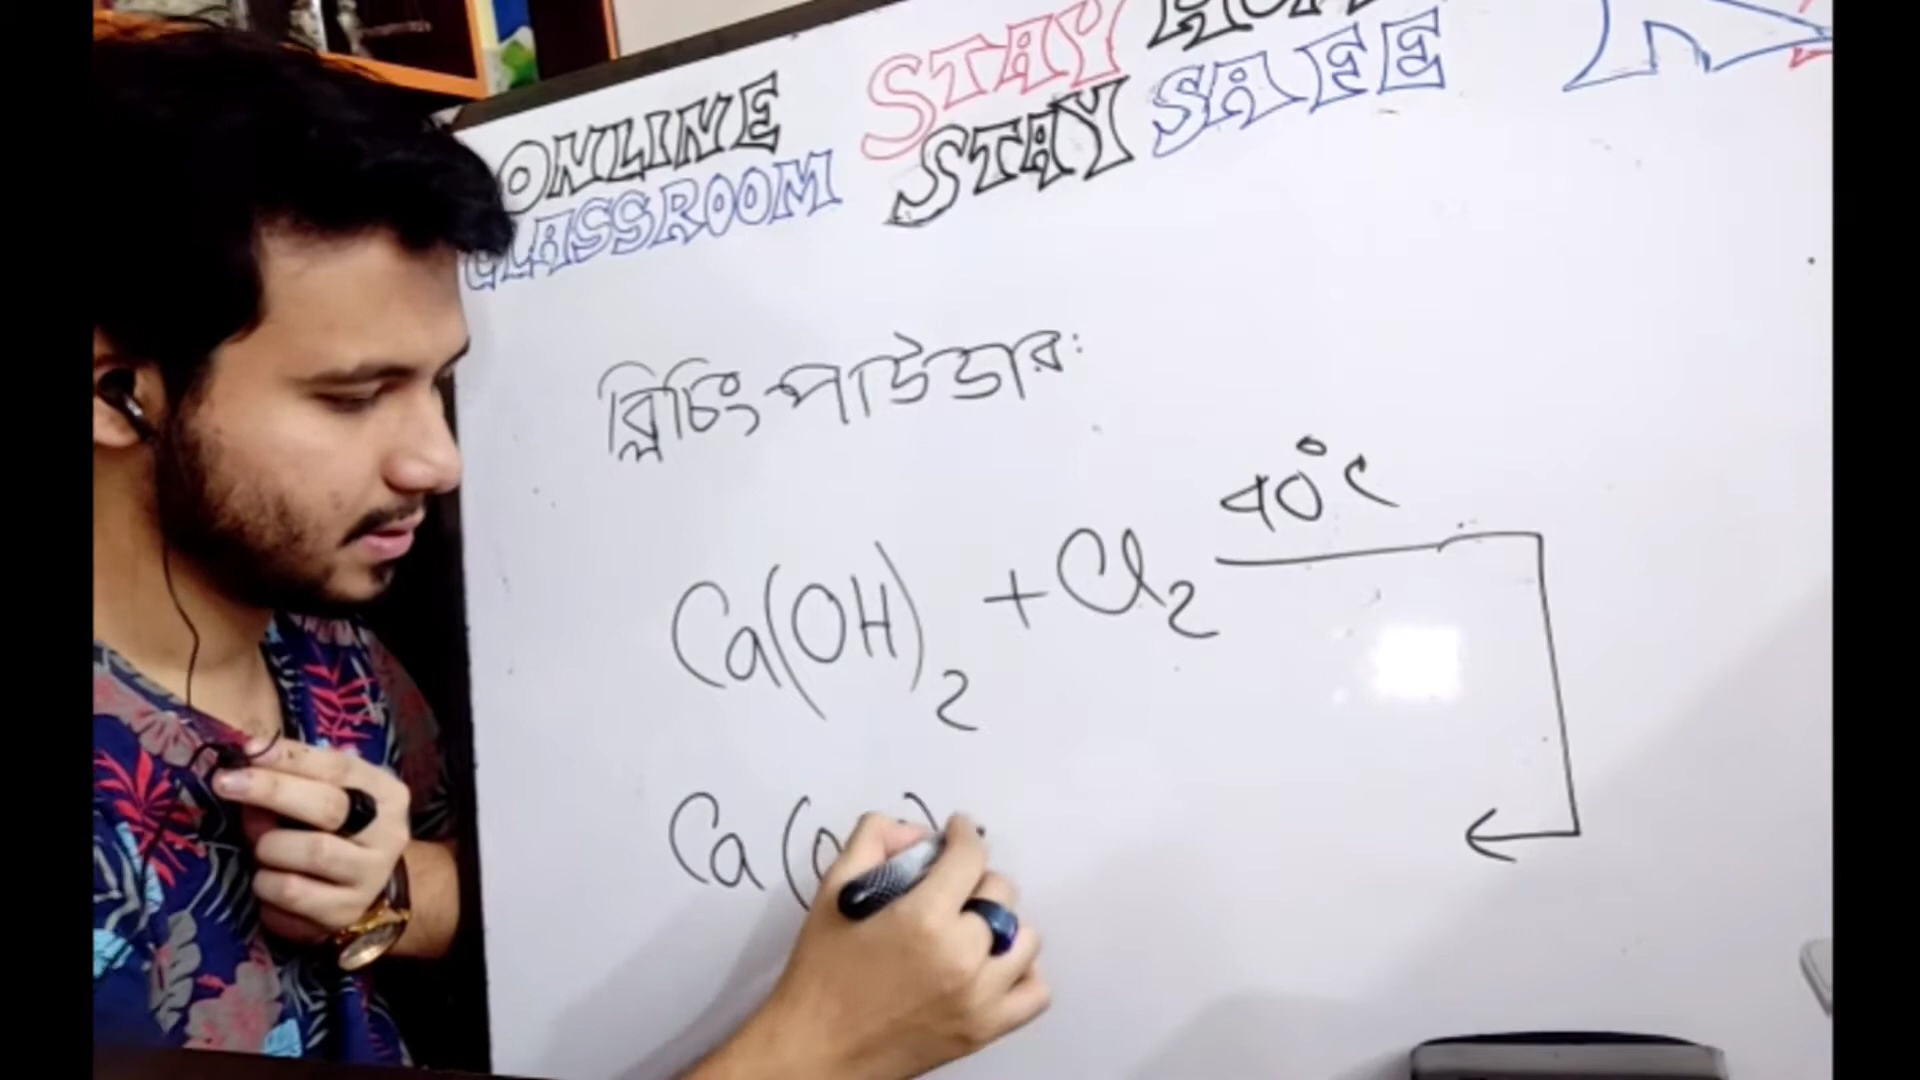 ONLINE STAY
CLASSROOM STAY SAFE
ব্লিচিং পাউডার:
40°C
Ca(OH)2 + Cl2
Ca(